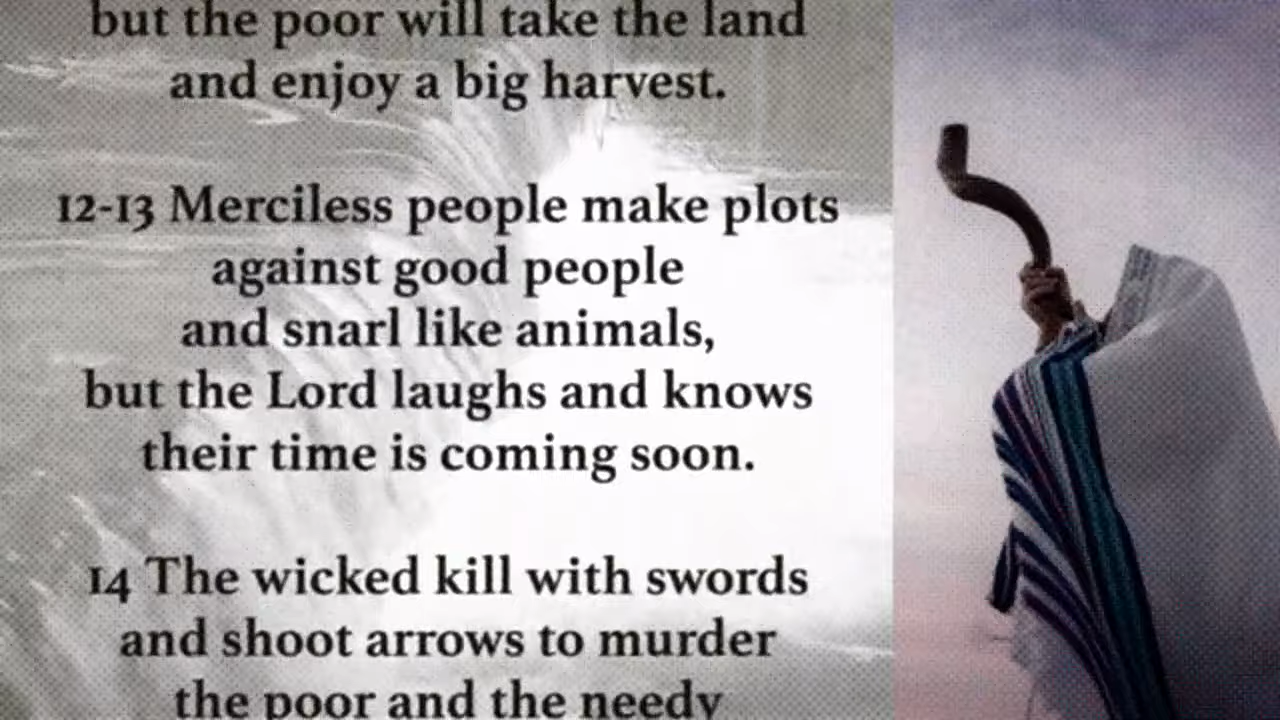 but the poor will take the land
and enjoy a big harvest.
12-13 Merciless people make plots
against good people
and snarl like animals,
but the Lord laughs and knows
their time is coming soon.
14 The wicked kill with swords
and shoot arrows to murder
the poor and the needy